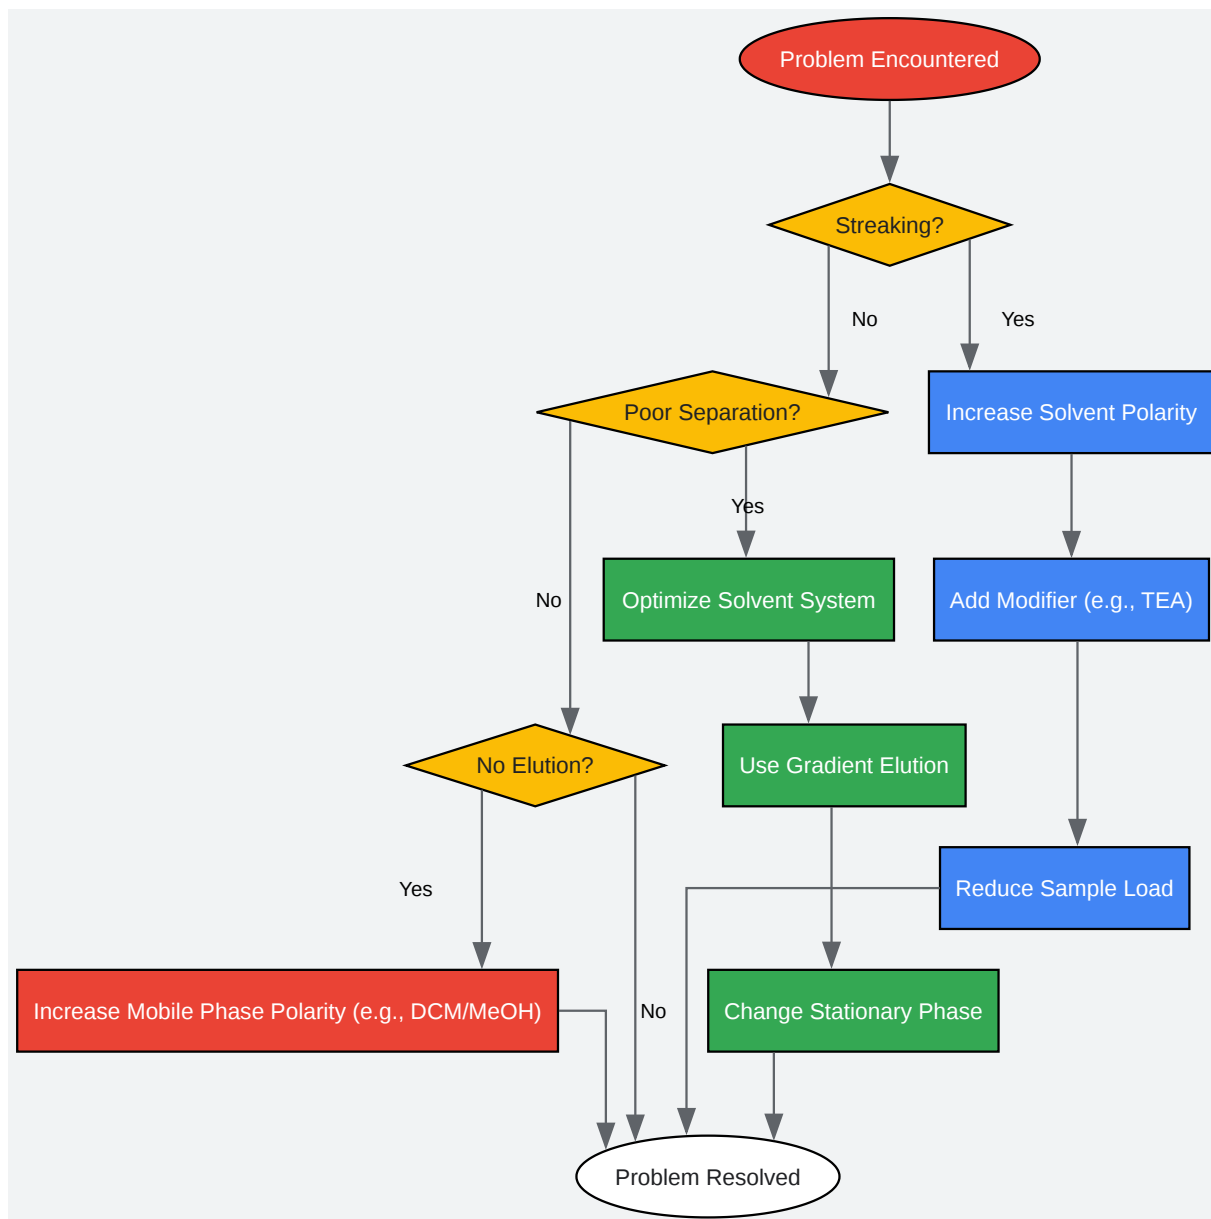 Problem Encountered
Streaking?
No
Yes
Poor Separation?
Increase Solvent Polarity
Yes
No
Optimize Solvent System
Add Modifier (e.g., TEA)
No Elution?
Use Gradient Elution
Yes
Reduce Sample Load
Increase Mobile Phase Polarity (e.g., DCM/MeOH)
No
Change Stationary Phase
Problem Resolved